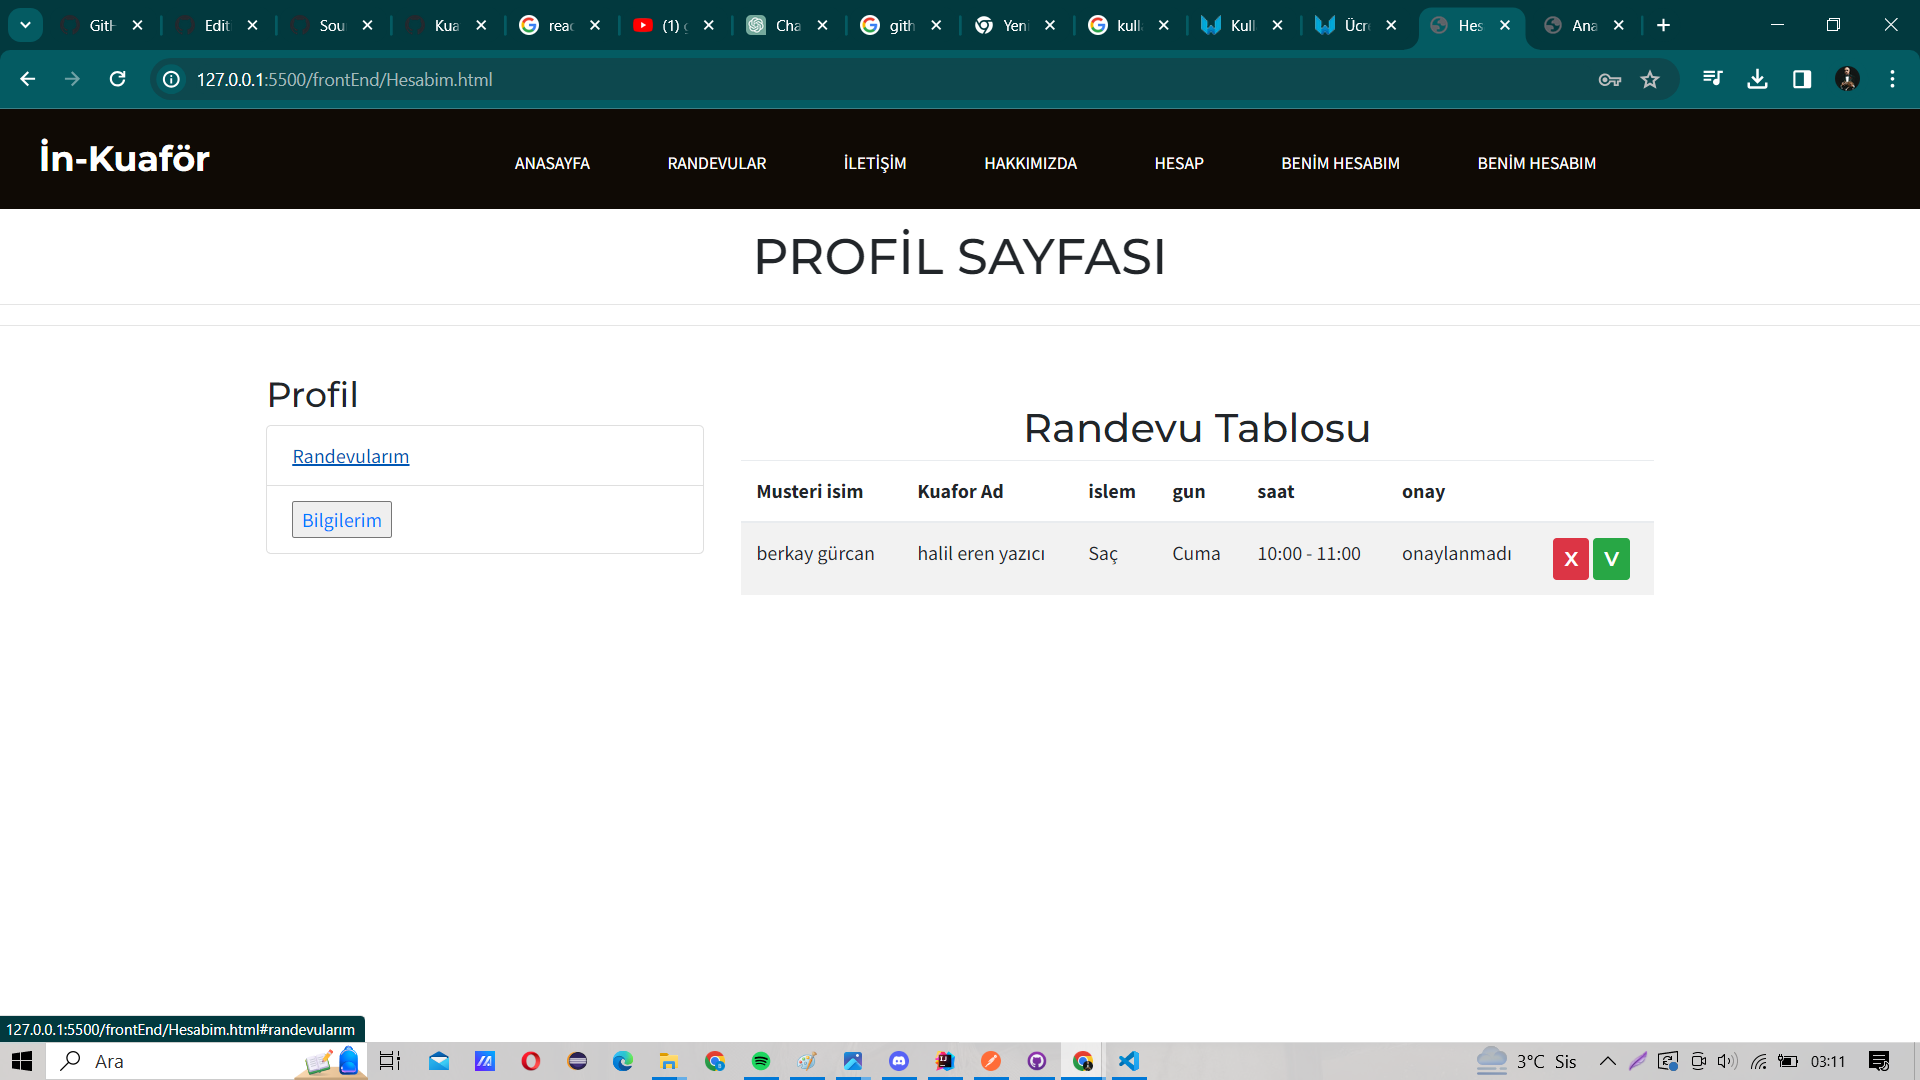 GitH
Edit
Sou
Kua
reac
(1) g
Cha
gith
Yeni
kulla
Kull
Ücr
Hes
Ana
127.0.0.1:5500/frontEnd/Hesabim.html
İn-Kuaför
ANASAYFA RANDEVULAR İLETİŞİM HAKKIMIZDA HESAP BENİM HESABIM BENİM HESABIM
PROFİL SAYFASI
Profil
Randevularım
Bilgilerim
Randevu Tablosu
Musteri isim Kuafor Ad islem gun saat onay
berkay gürcan halil eren yazıcı Saç Cuma 10:00 - 11:00 onaylanmadı X V
127.0.0.1:5500/frontEnd/Hesabim.html#randevularım
Ara
3°C Sis
03:11